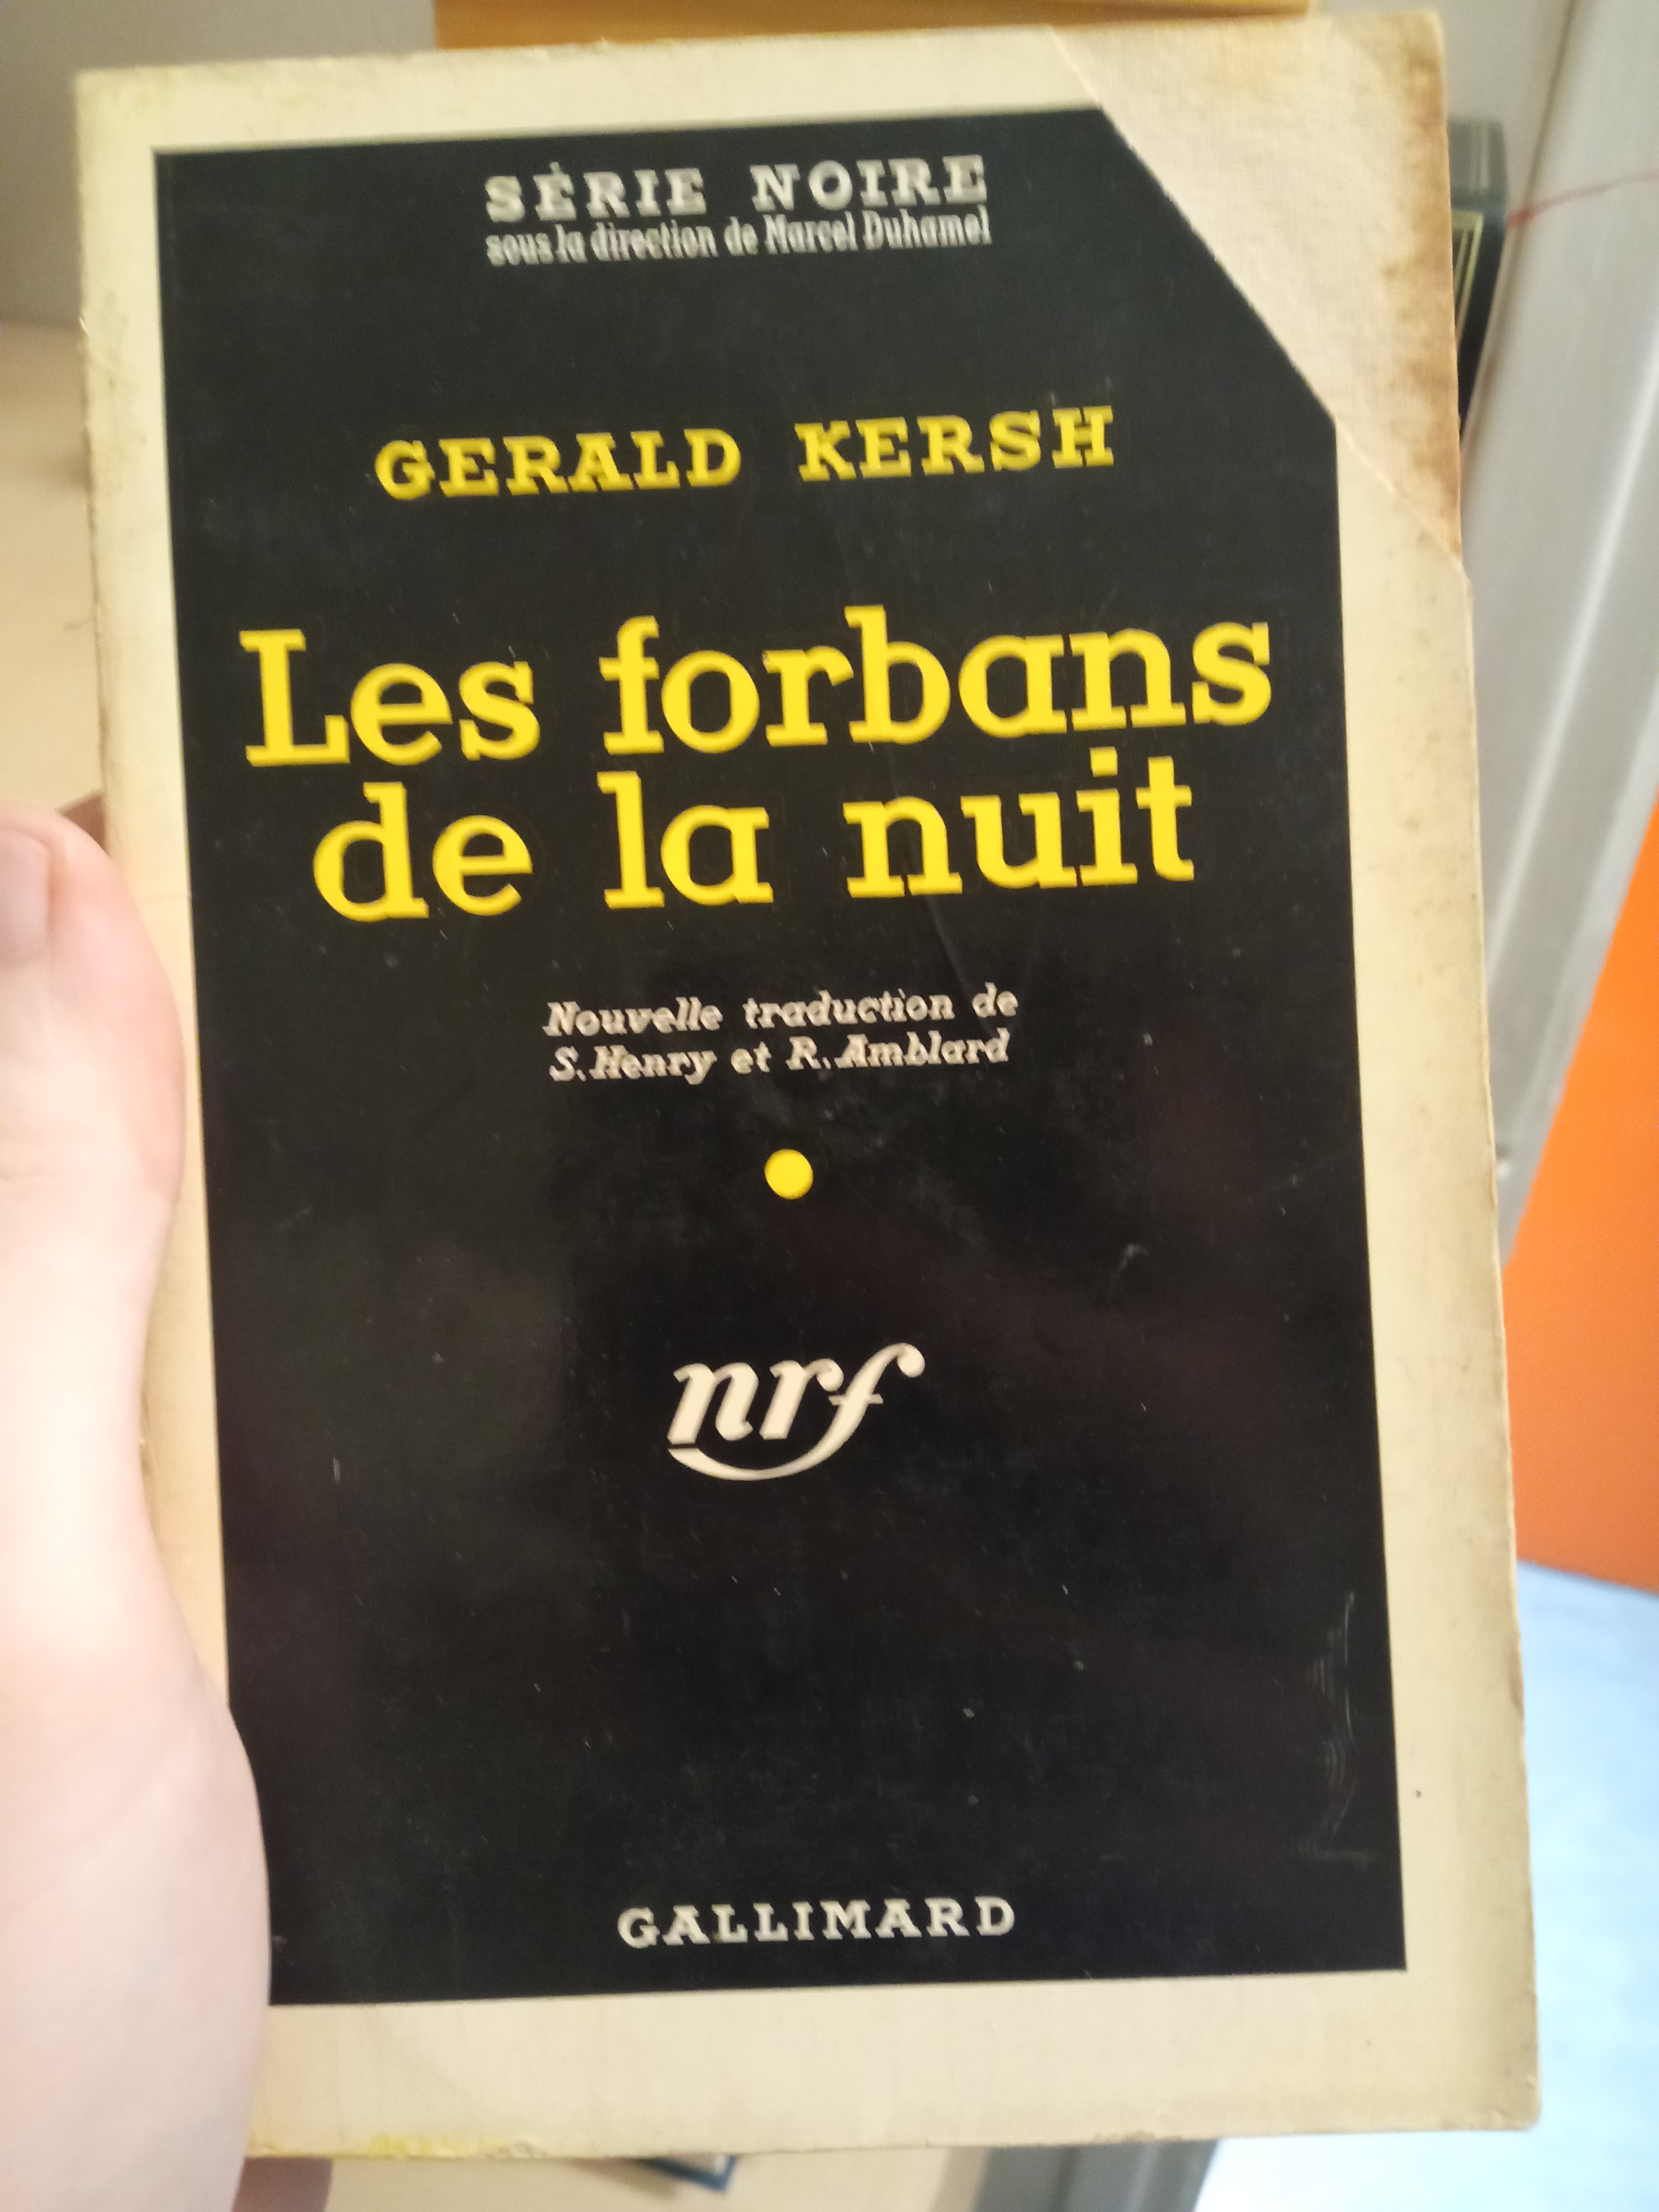 SÉRIE NOIRE
sous la direction de Marcel Duhamel
GERALD KERSH
Les forbans
de la nuit
Nouvelle traduction de
S. Henry et R. Amblard
nrf
GALLIMARD